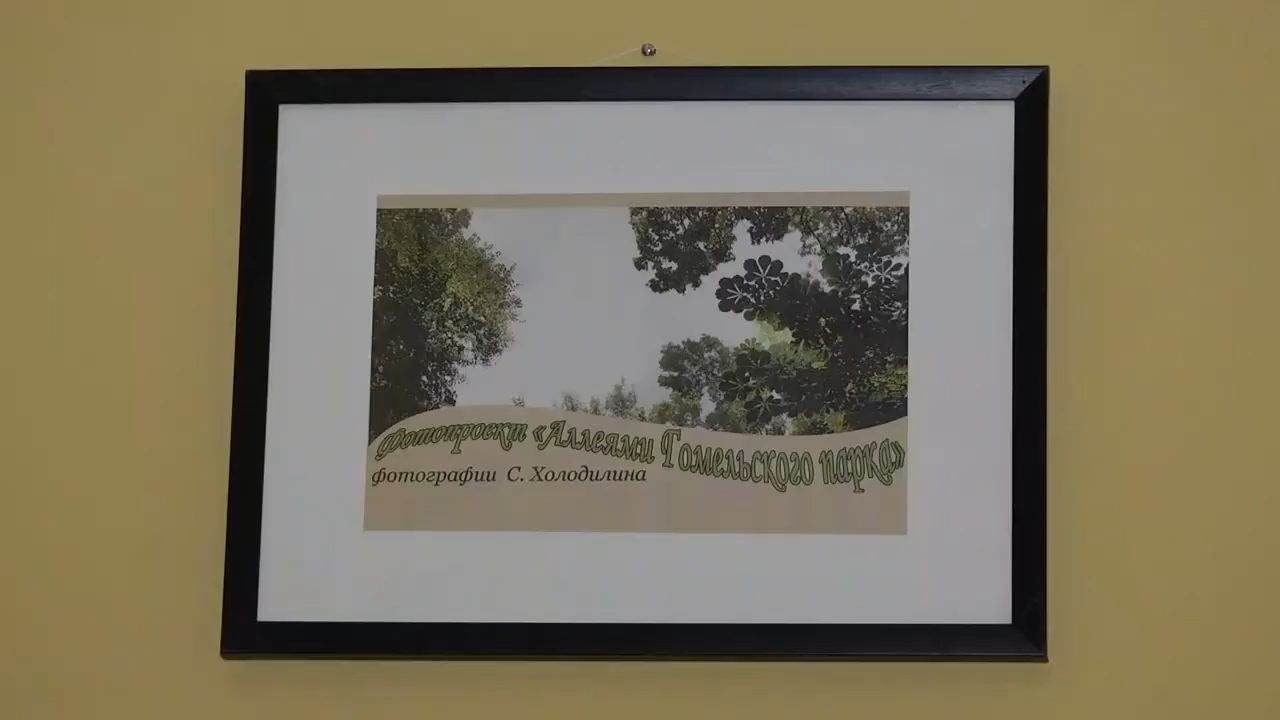 Фотопроект «Аллеями Гомельского парка»
фотографии С. Холодилина